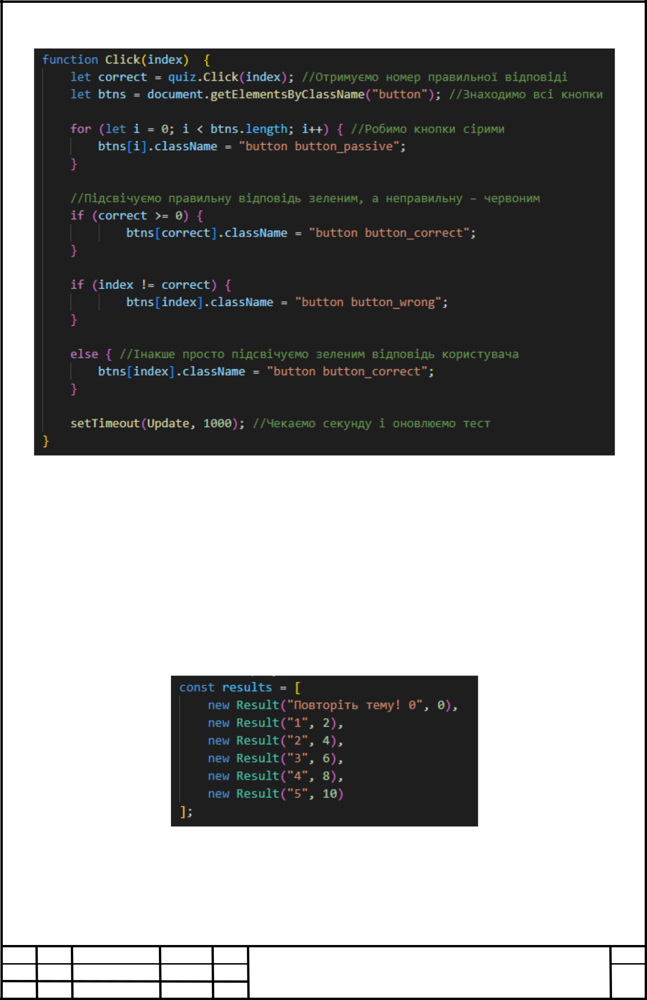 function Click(index)  {
    let correct = quiz.Click(index); //Отримуємо номер правильної відповіді
    let btns = document.getElementsByClassName("button"); //Знаходимо всі кнопки
    for (let i = 0; i < btns.length; i++) { //Робимо кнопки сірими
        btns[i].className = "button button_passive";
    }
    //Підсвічуємо правильну відповідь зеленим, а неправильну – червоним
    if (correct >= 0) {
            btns[correct].className = "button button_correct";
    }
    if (index != correct) {
            btns[index].className = "button button_wrong";
    }
    else { //Інакше просто підсвічуємо зеленим відповідь користувача
        btns[index].className = "button button_correct";
    }
    setTimeout(Update, 1000); //Чекаємо секунду і оновлюємо тест
}
const results = [
    new Result("Повторіть тему! 0", 0),
    new Result("1", 2),
    new Result("2", 4),
    new Result("3", 6),
    new Result("4", 8),
    new Result("5", 10)
];